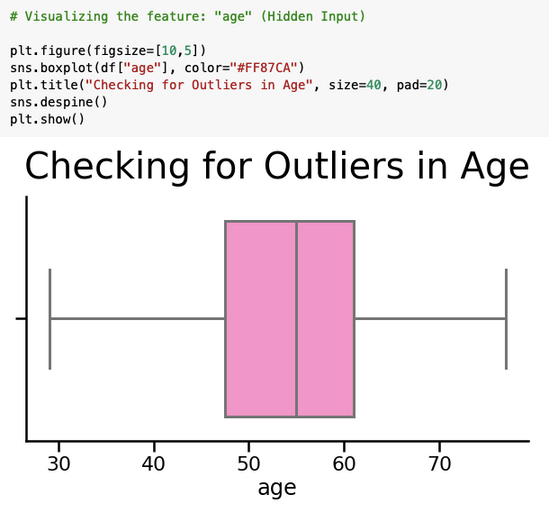 # Visualizing the feature: "age" (Hidden Input)
plt.figure(figsize=[10,5])
sns.boxplot(df["age"], color="#FF87CA")
plt.title("Checking for Outliers in Age", size=40, pad=20)
sns.despine()
plt.show()
Checking for Outliers in Age
30 40 50 60 70
age